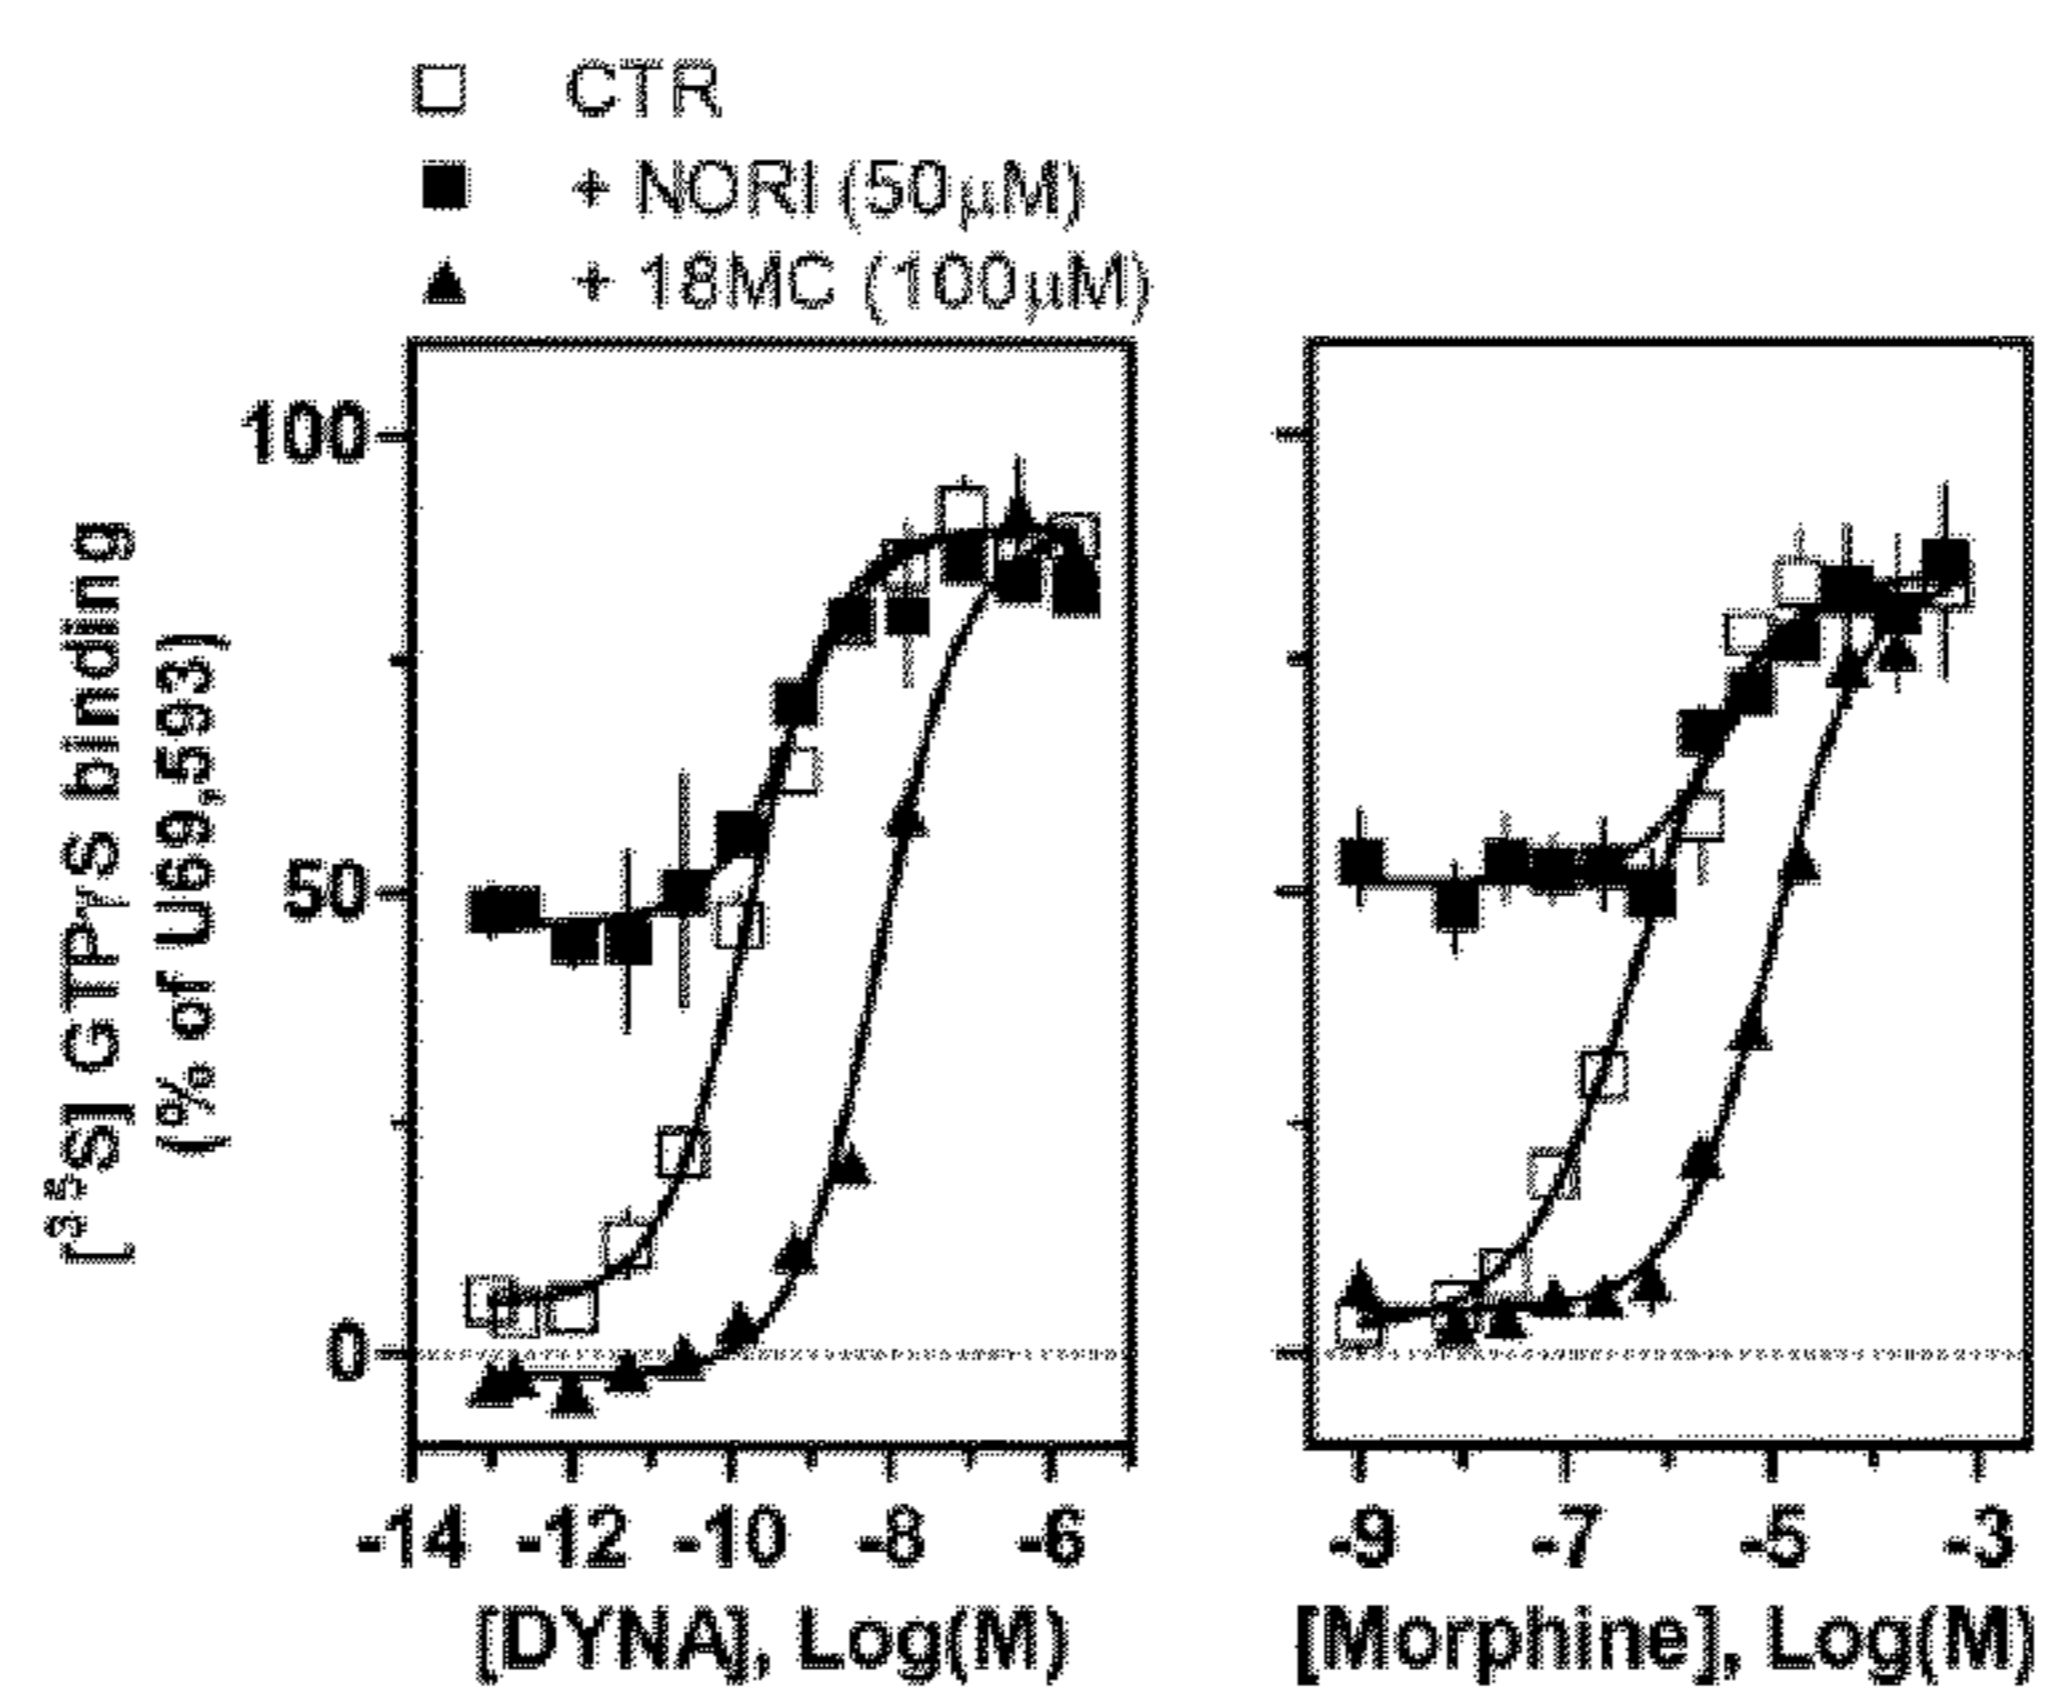 CTR
+ NORI (50μM)
+ 18MC (100μM)
[³⁵S] GTPγS binding
(% of U69,593)
100
50
0
-14 -12 -10 -8 -6
[DYNA], Log(M)
-9 -7 -5 -3
[Morphine], Log(M)